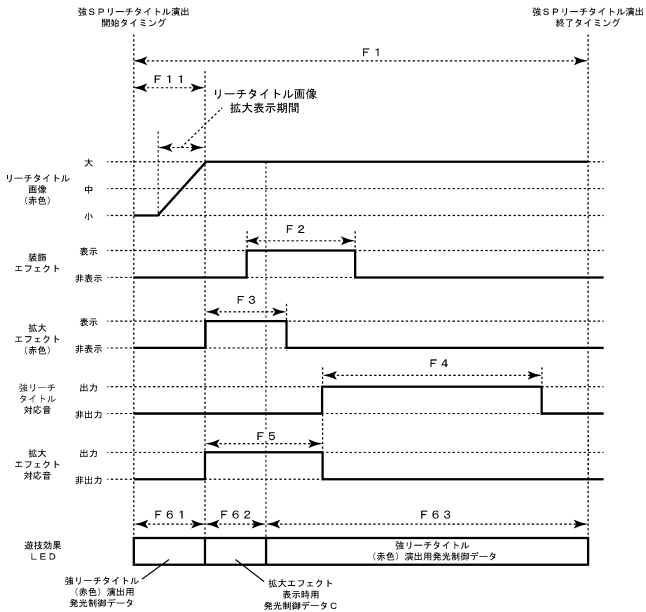 強ＳＰリーチタイトル演出
開始タイミング
強ＳＰリーチタイトル演出
終了タイミング
Ｆ１
Ｆ１１
リーチタイトル画像
拡大表示期間
リーチタイトル
画像
（赤色）
大
中
小
Ｆ２
装飾
エフェクト
表示
非表示
Ｆ３
拡大
エフェクト
（赤色）
表示
非表示
Ｆ４
強リーチ
タイトル
対応音
出力
非出力
Ｆ５
拡大
エフェクト
対応音
出力
非出力
Ｆ６１
Ｆ６２
Ｆ６３
遊技効果
ＬＥＤ
強リーチタイトル
（赤色）演出用発光制御データ
強リーチタイトル
（赤色）演出用
発光制御データ
拡大エフェクト
表示時用
発光制御データＣ